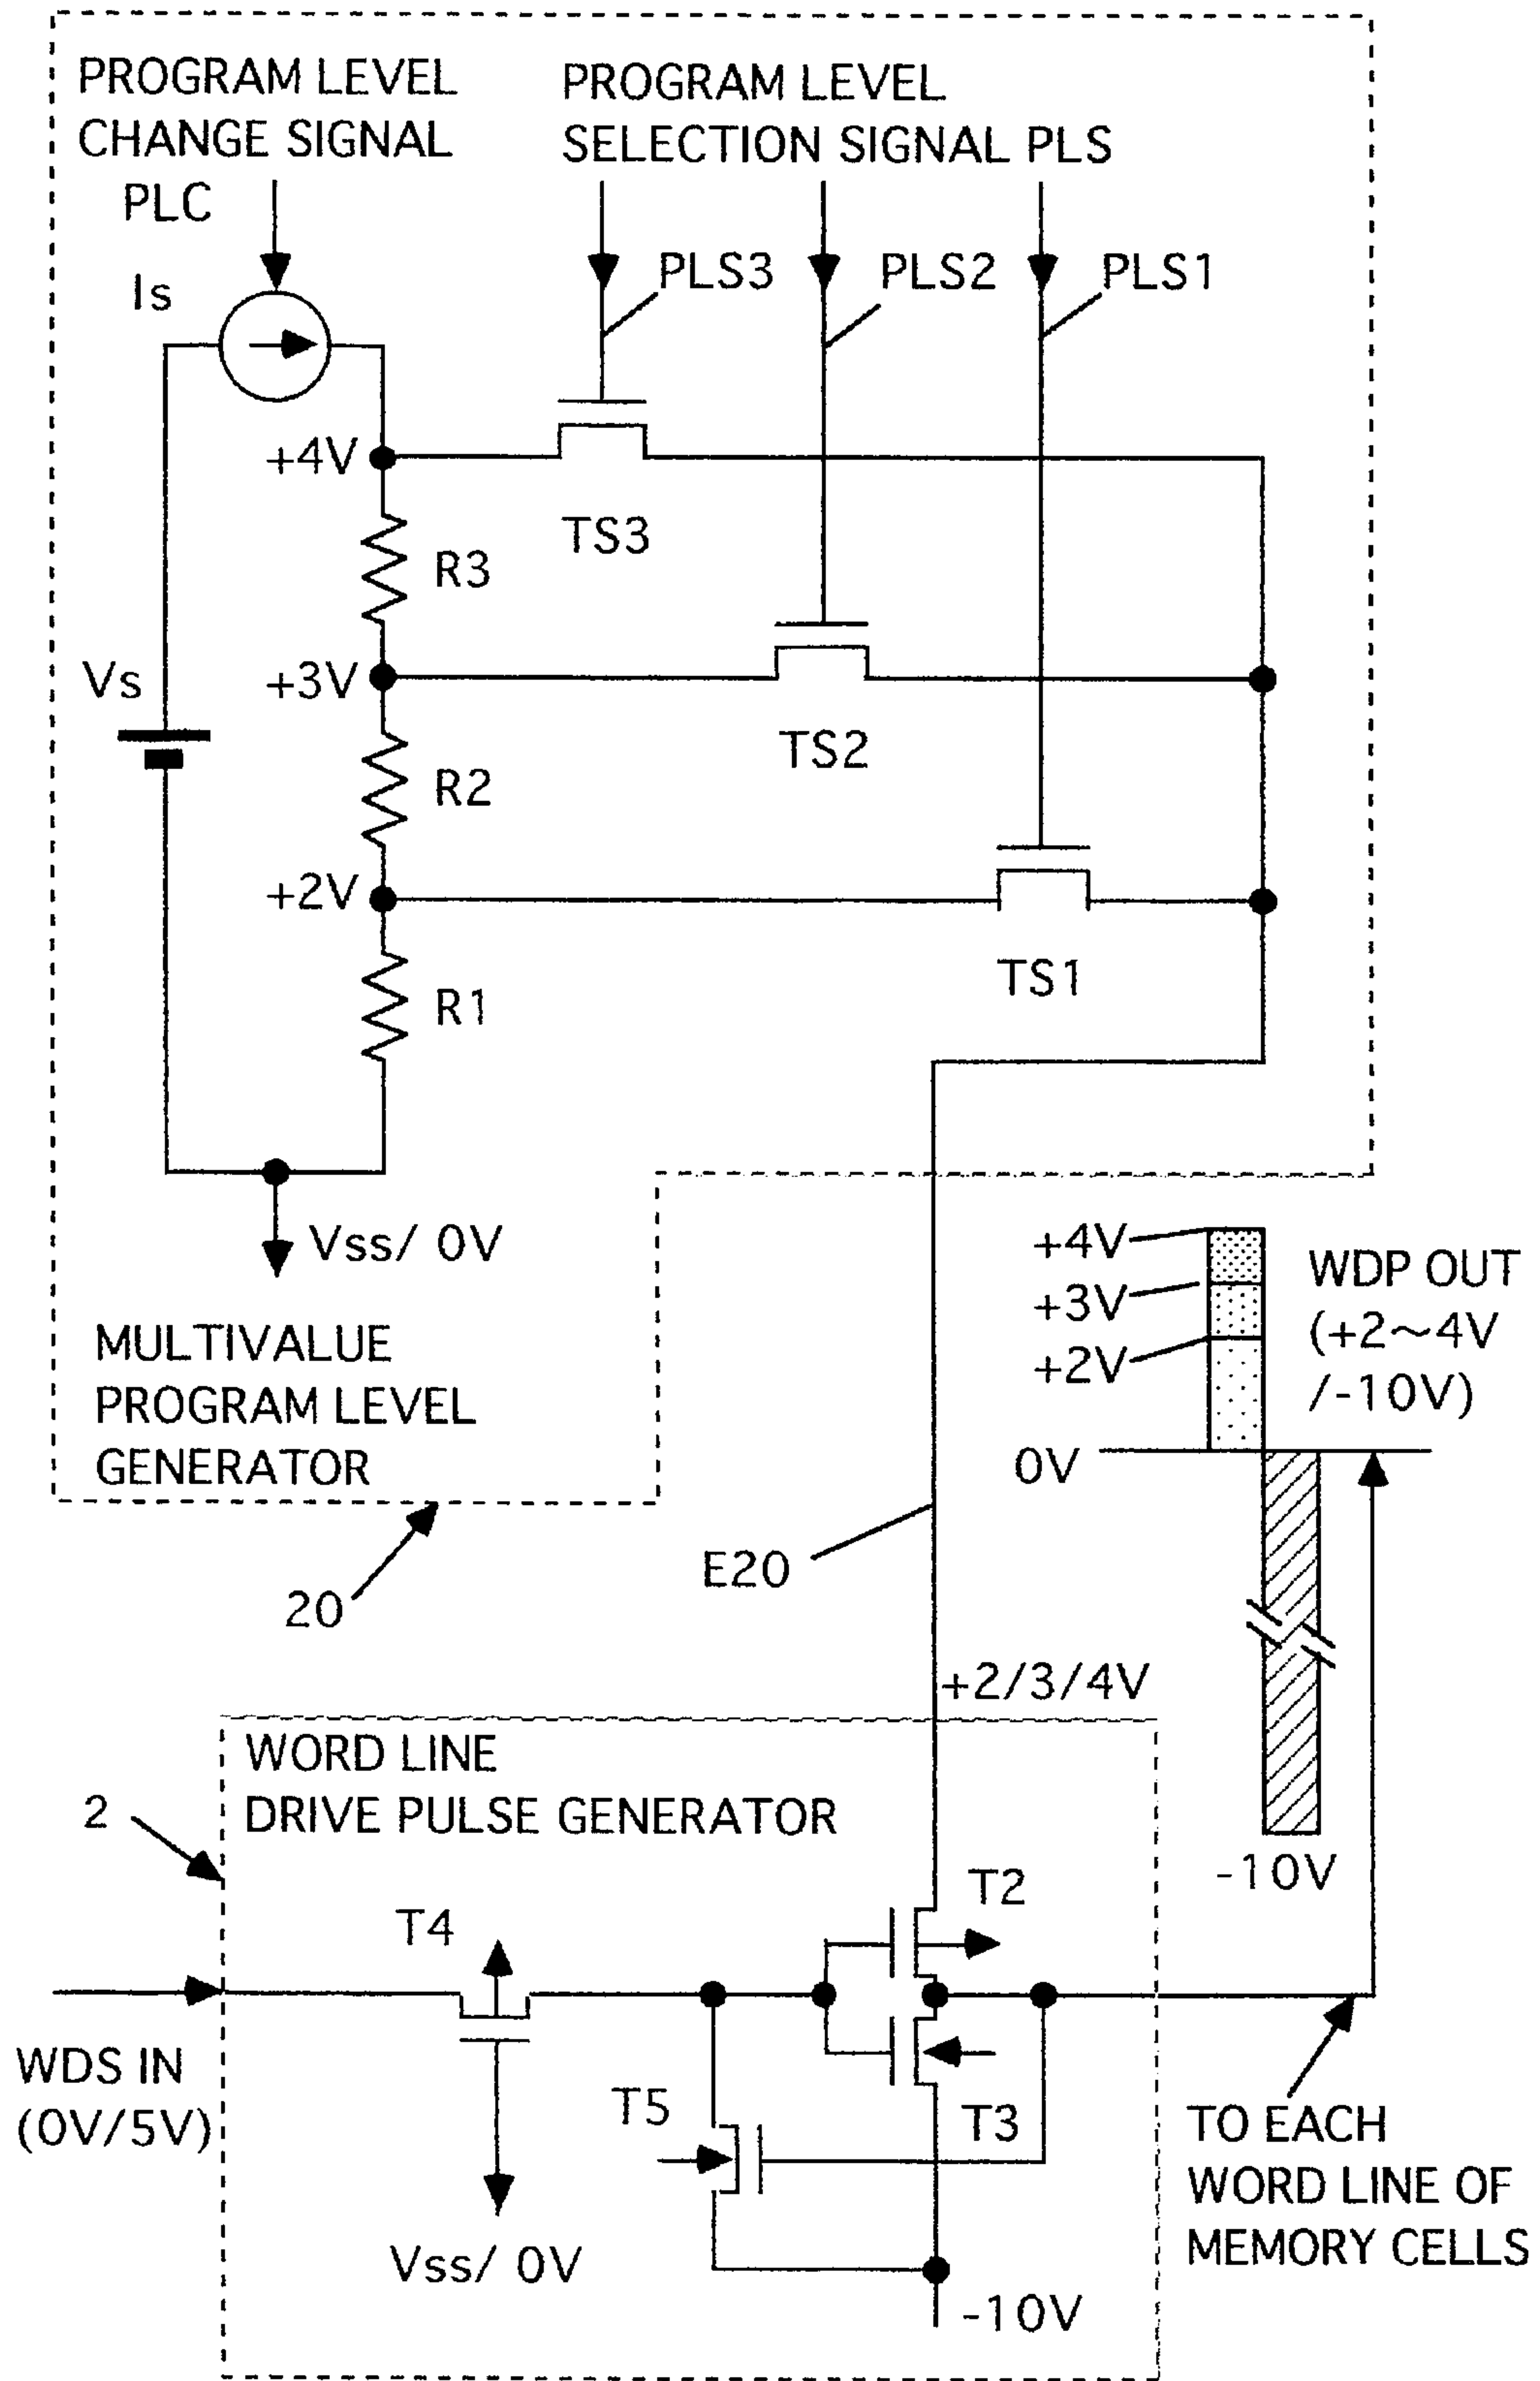 PROGRAM LEVEL
CHANGE SIGNAL
PLC
PROGRAM LEVEL
SELECTION SIGNAL PLS
Is
PLS3
PLS2
PLS1
+4V
TS3
R3
Vs
+3V
TS2
R2
+2V
TS1
R1
Vss/ 0V
MULTIVALUE
PROGRAM LEVEL
GENERATOR
20
+4V
+3V
+2V
0V
WDP OUT
(+2~4V
/-10V)
E20
+2/3/4V
-10V
WORD LINE
DRIVE PULSE GENERATOR
2
T4
T2
WDS IN
(0V/5V)
T5
T3
Vss/ 0V
-10V
TO EACH
WORD LINE OF
MEMORY CELLS